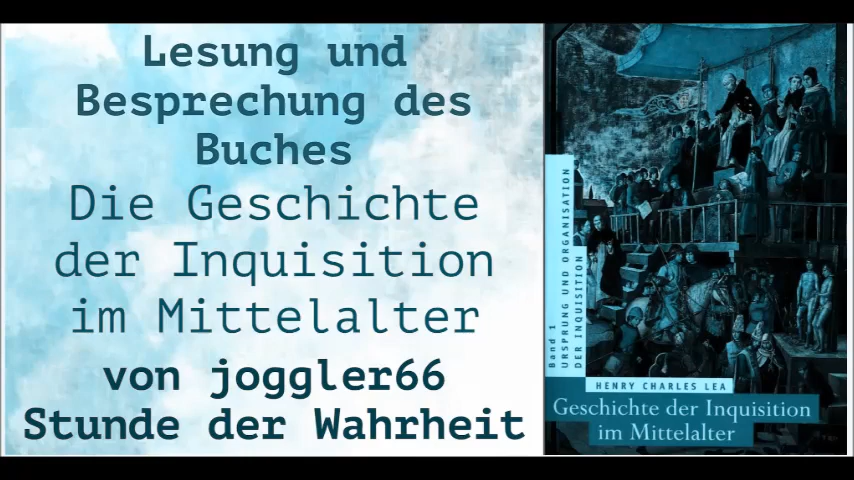 Lesung und
Besprechung des
Buches
Die Geschichte
der Inquisition
im Mittelalter
von joggler66
Stunde der Wahrheit
Band 1
URSPRUNG UND ORGANISATION
DER INQUISITION
HENRY CHARLES LEA
Geschichte der Inquisition
im Mittelalter